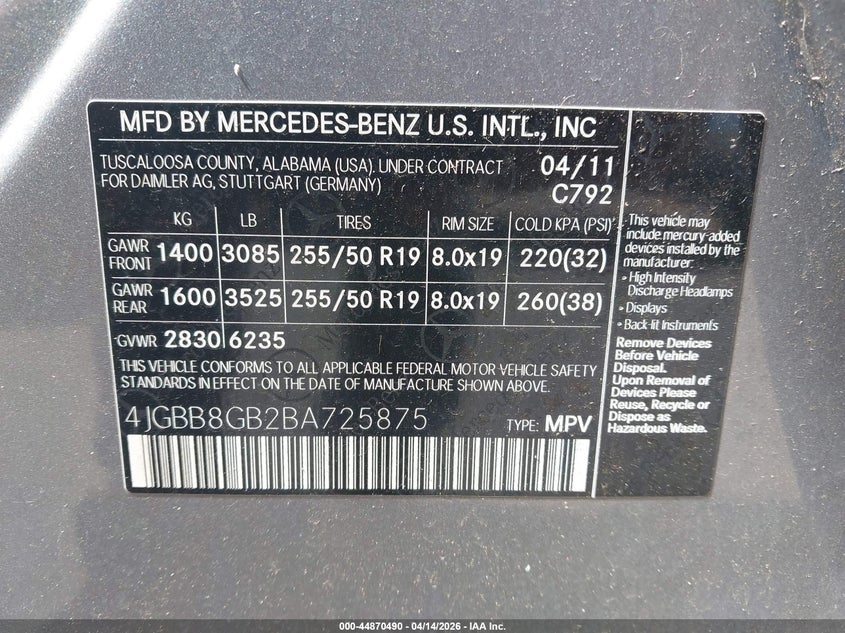 MFD BY MERCEDES-BENZ U.S. INTL., INC
TUSCALOOSA COUNTY, ALABAMA (USA). UNDER CONTRACT
FOR DAIMLER AG, STUTTGART (GERMANY)
04/11
C792
KG LB TIRES RIM SIZE COLD KPA (PSI)
GAWR FRONT 1400 3085 255/50 R19 8.0x19 220(32)
GAWR REAR 1600 3525 255/50 R19 8.0x19 260(38)
GVWR 2830 6235
THIS VEHICLE CONFORMS TO ALL APPLICABLE FEDERAL MOTOR VEHICLE SAFETY
STANDARDS IN EFFECT ON THE DATE OF MANUFACTURE SHOWN ABOVE.
4JGBB8GB2BA725875 TYPE: MPV
• This vehicle may
include mercury-added
devices installed by the
manufacturer:
• High Intensity
Discharge Headlamps
• Displays
• Back-lit Instruments
Remove Devices
Before Vehicle
Disposal.
Upon Removal of
Devices Please
Reuse, Recycle or
Dispose as
Hazardous Waste.
000-44870490 - 04/14/2026 - IAA Inc.